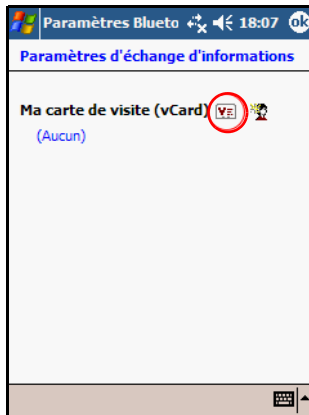 Paramètres Blueto 18:07 ok
Paramètres d'échange d'informations
Ma carte de visite (vCard)
(Aucun)